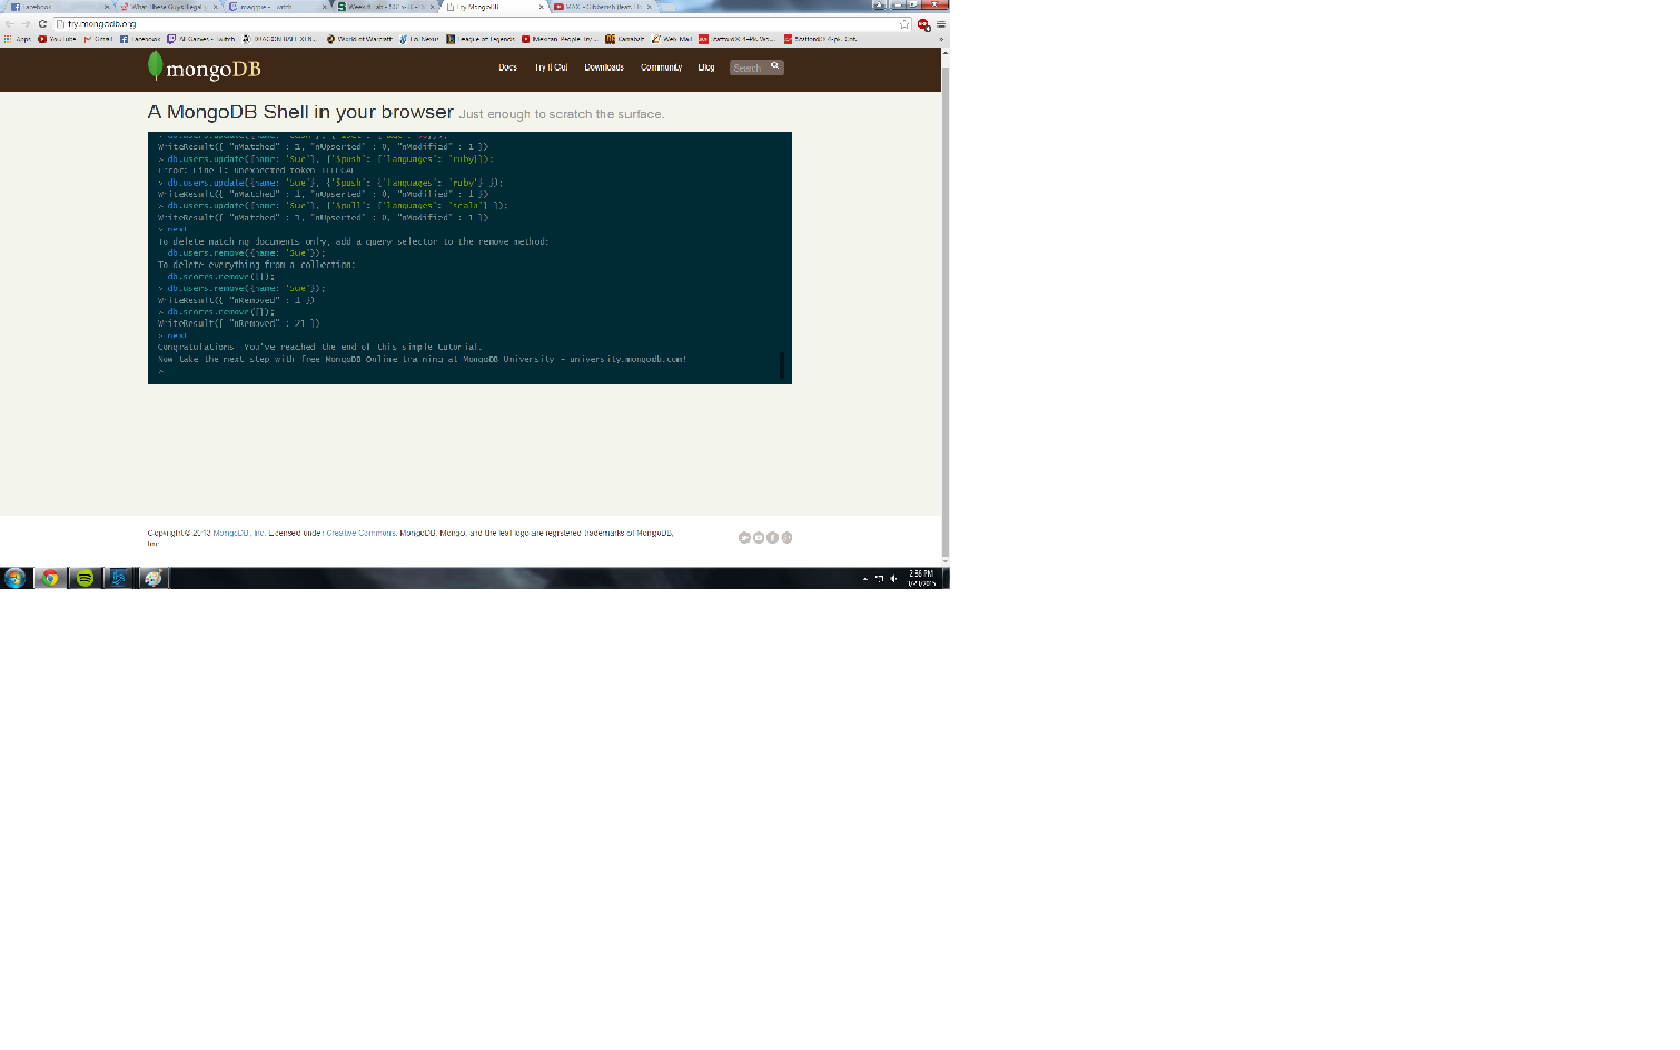 Facebook
Try MongoDB
try.mongodb.org
Apps YouTube Gmail Facebook All Games - Twitch World of Warcraft LoL Nexus League of Legends Mexican People Try ... Web Mail
mongoDB
Docs Try It Out Downloads Community Blog Search
A MongoDB Shell in your browser Just enough to scratch the surface.
WriteResult({ "nMatched" : 1, "nUpserted" : 0, "nModified" : 1 })
> db.users.update({name: 'Sue'}, {'$push': {'languages': 'ruby}});
Error: Line 1: Unexpected token ILLEGAL
> db.users.update({name: 'Sue'}, {'$push': {'languages': 'ruby'} });
WriteResult({ "nMatched" : 1, "nUpserted" : 0, "nModified" : 1 })
> db.users.update({name: 'Sue'}, {'$pull': {'languages': 'scala'} });
WriteResult({ "nMatched" : 1, "nUpserted" : 0, "nModified" : 1 })
> next
To delete matching documents only, add a query selector to the remove method:
db.users.remove({name: 'Sue'});
To delete everything from a collection:
db.scores.remove({});
> db.users.remove({name: 'Sue'});
WriteResult({ "nRemoved" : 1 })
> db.scores.remove({});
WriteResult({ "nRemoved" : 21 })
> next
Congratulations! You've reached the end of this simple tutorial.
Now take the next step with free MongoDB Online training at MongoDB University - university.mongodb.com!
>
Copyright © 2013 MongoDB, Inc. Licensed under Creative Commons. MongoDB, Mongo, and the leaf logo are registered trademarks of MongoDB,
Inc.
PM